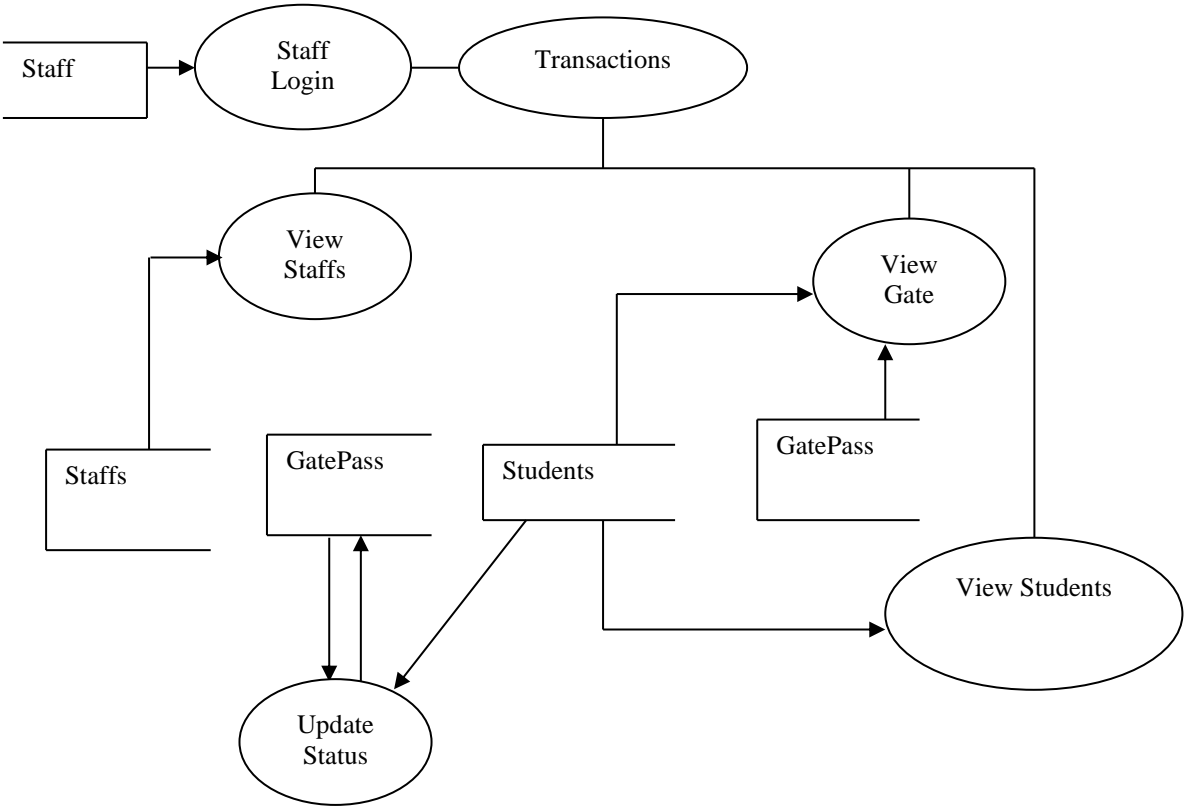 Staff
Staff
Login
Transactions
View
Staffs
View
Gate
Staffs
GatePass
Students
GatePass
View Students
Update
Status